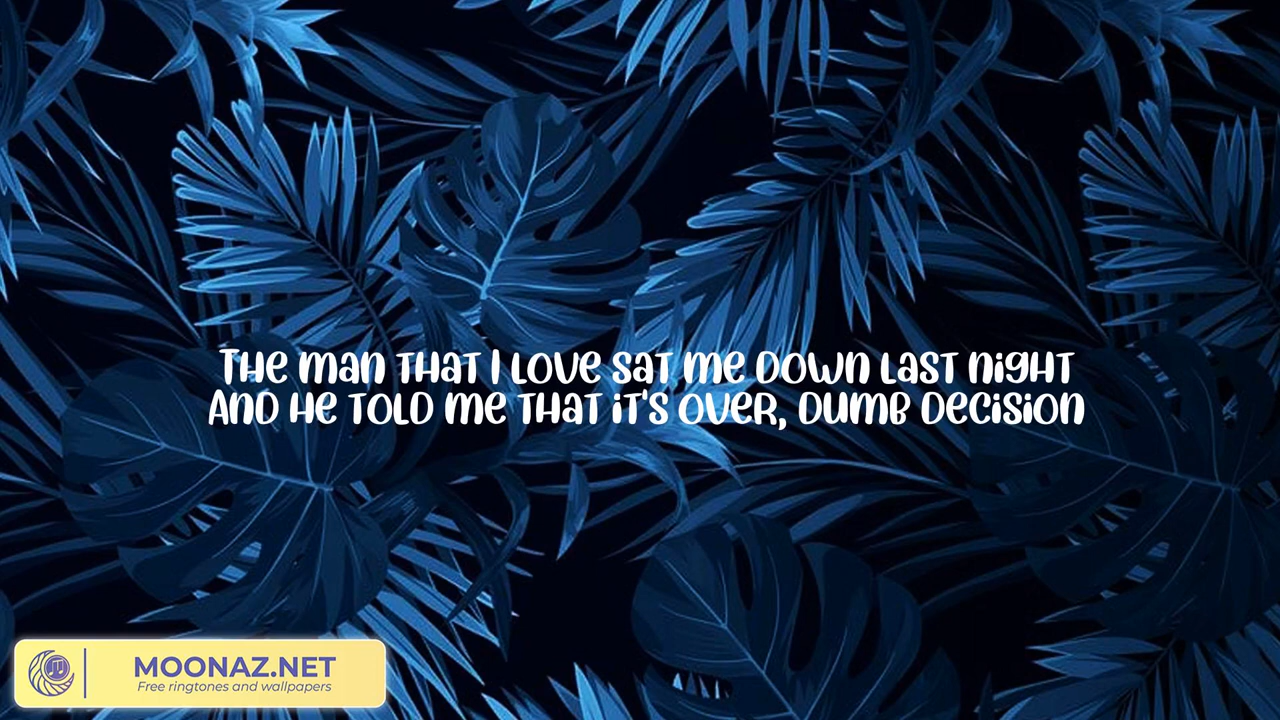 The man that I love sat me down last night
And he told me that it's over, dumb decision
MOONAZ.NET
Free ringtones and wallpapers